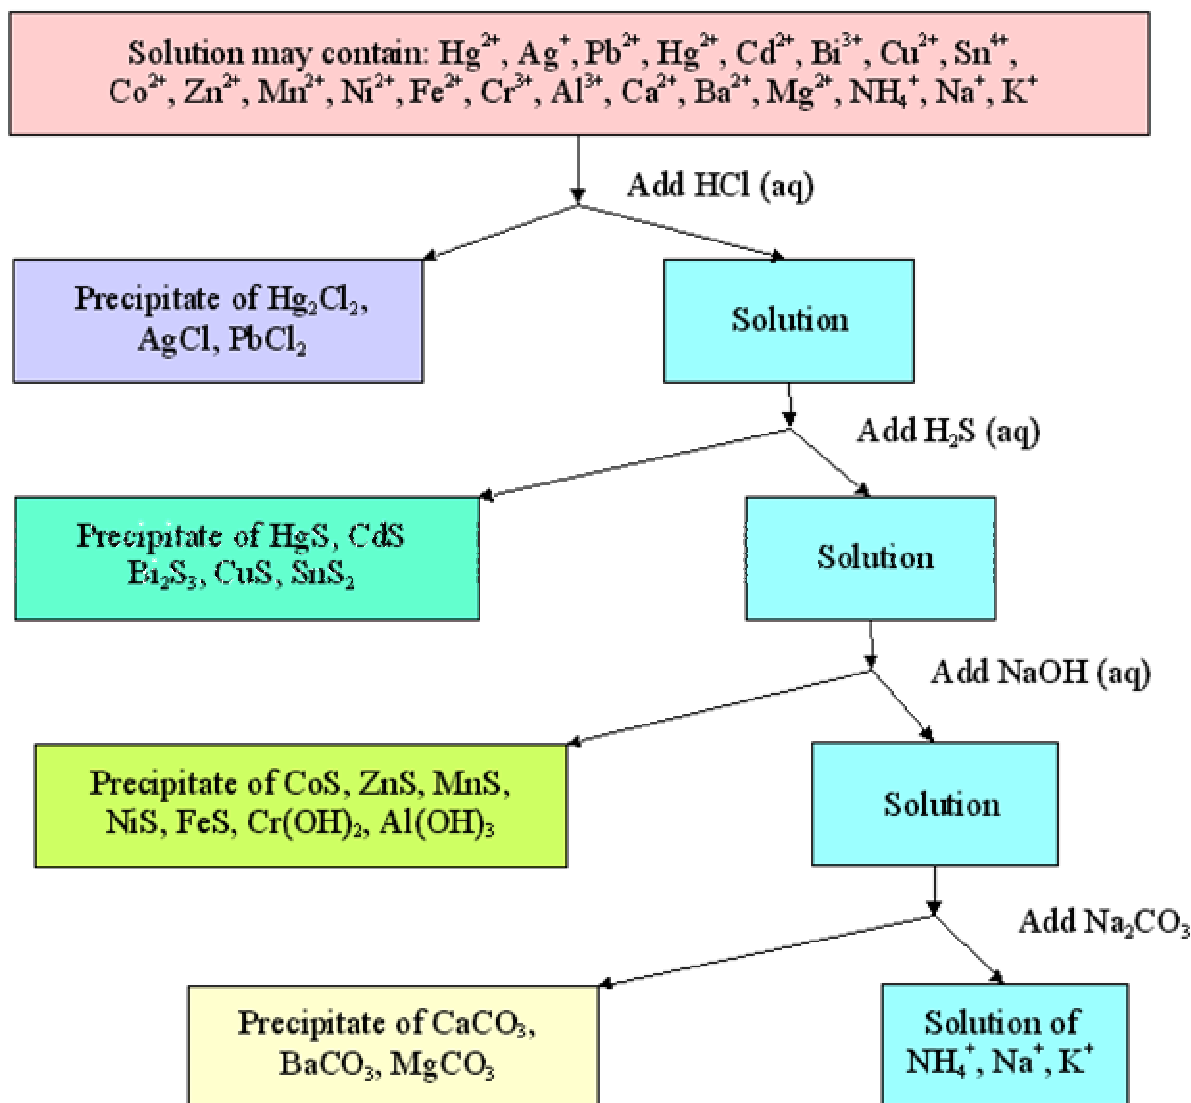 Solution may contain: Hg²⁺, Ag⁺, Pb²⁺, Hg²⁺, Cd²⁺, Bi³⁺, Cu²⁺, Sn⁴⁺,
Co²⁺, Zn²⁺, Mn²⁺, Ni²⁺, Fe²⁺, Cr³⁺, Al³⁺, Ca²⁺, Ba²⁺, Mg²⁺, NH₄⁺, Na⁺, K⁺
Add HCl (aq)
Precipitate of Hg₂Cl₂,
AgCl, PbCl₂
Solution
Add H₂S (aq)
Precipitate of HgS, CdS
Bi₂S₃, CuS, SnS₂
Solution
Add NaOH (aq)
Precipitate of CoS, ZnS, MnS,
NiS, FeS, Cr(OH)₂, Al(OH)₃
Solution
Add Na₂CO₃
Precipitate of CaCO₃,
BaCO₃, MgCO₃
Solution of
NH₄⁺, Na⁺, K⁺